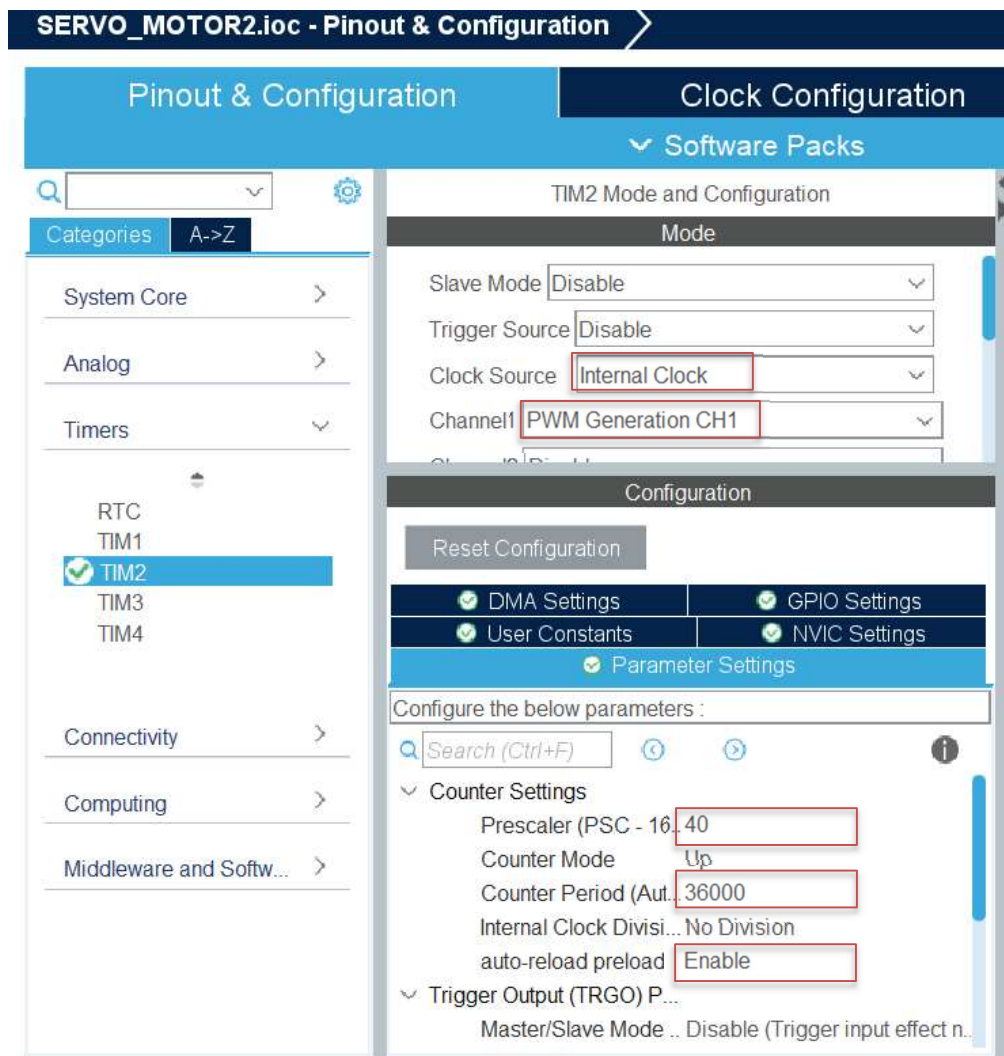 SERVO_MOTOR2.ioc - Pinout & Configuration
Pinout & Configuration
Clock Configuration
Software Packs
Categories
A->Z
System Core
Analog
Timers
RTC
TIM1
TIM2
TIM3
TIM4
Connectivity
Computing
Middleware and Softw...
TIM2 Mode and Configuration
Mode
Slave Mode Disable
Trigger Source Disable
Clock Source Internal Clock
Channel1 PWM Generation CH1
Configuration
Reset Configuration
DMA Settings
GPIO Settings
User Constants
NVIC Settings
Parameter Settings
Configure the below parameters :
Search (Ctrl+F)
Counter Settings
Prescaler (PSC - 16.. 40
Counter Mode Up
Counter Period (Aut... 36000
Internal Clock Divisi... No Division
auto-reload preload Enable
Trigger Output (TRGO) P...
Master/Slave Mode .. Disable (Trigger input effect n..